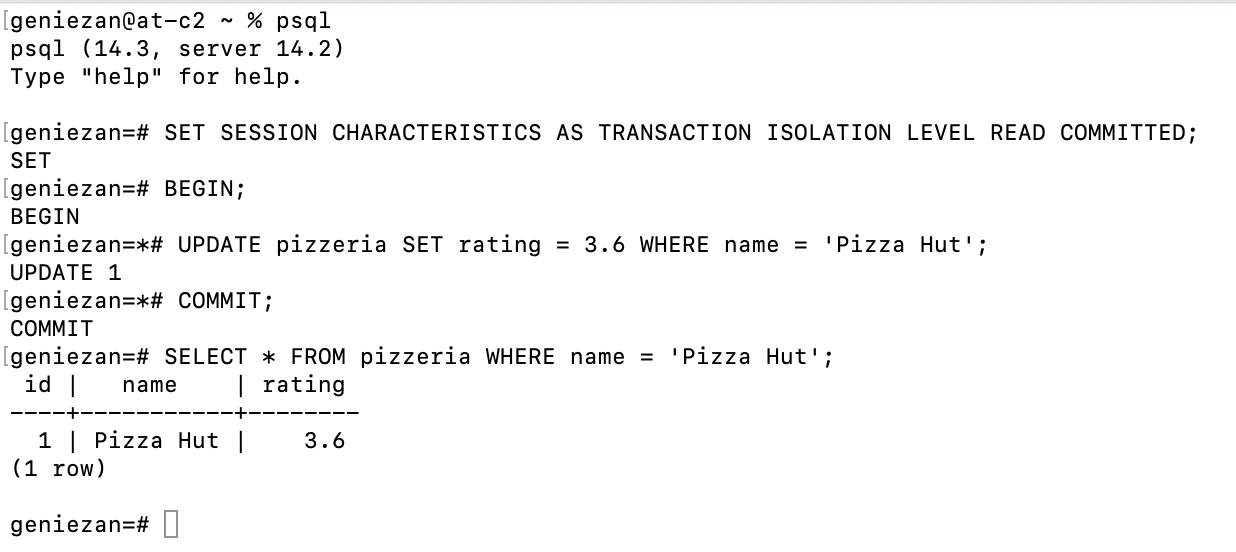 [geniezan@at-c2 ~ % psql
psql (14.3, server 14.2)
Type "help" for help.

[geniezan=# SET SESSION CHARACTERISTICS AS TRANSACTION ISOLATION LEVEL READ COMMITTED;
SET
[geniezan=# BEGIN;
BEGIN
[geniezan=*# UPDATE pizzeria SET rating = 3.6 WHERE name = 'Pizza Hut';
UPDATE 1
[geniezan=*# COMMIT;
COMMIT
[geniezan=# SELECT * FROM pizzeria WHERE name = 'Pizza Hut';
 id |   name    | rating
----+-----------+--------
  1 | Pizza Hut |    3.6
(1 row)

geniezan=#